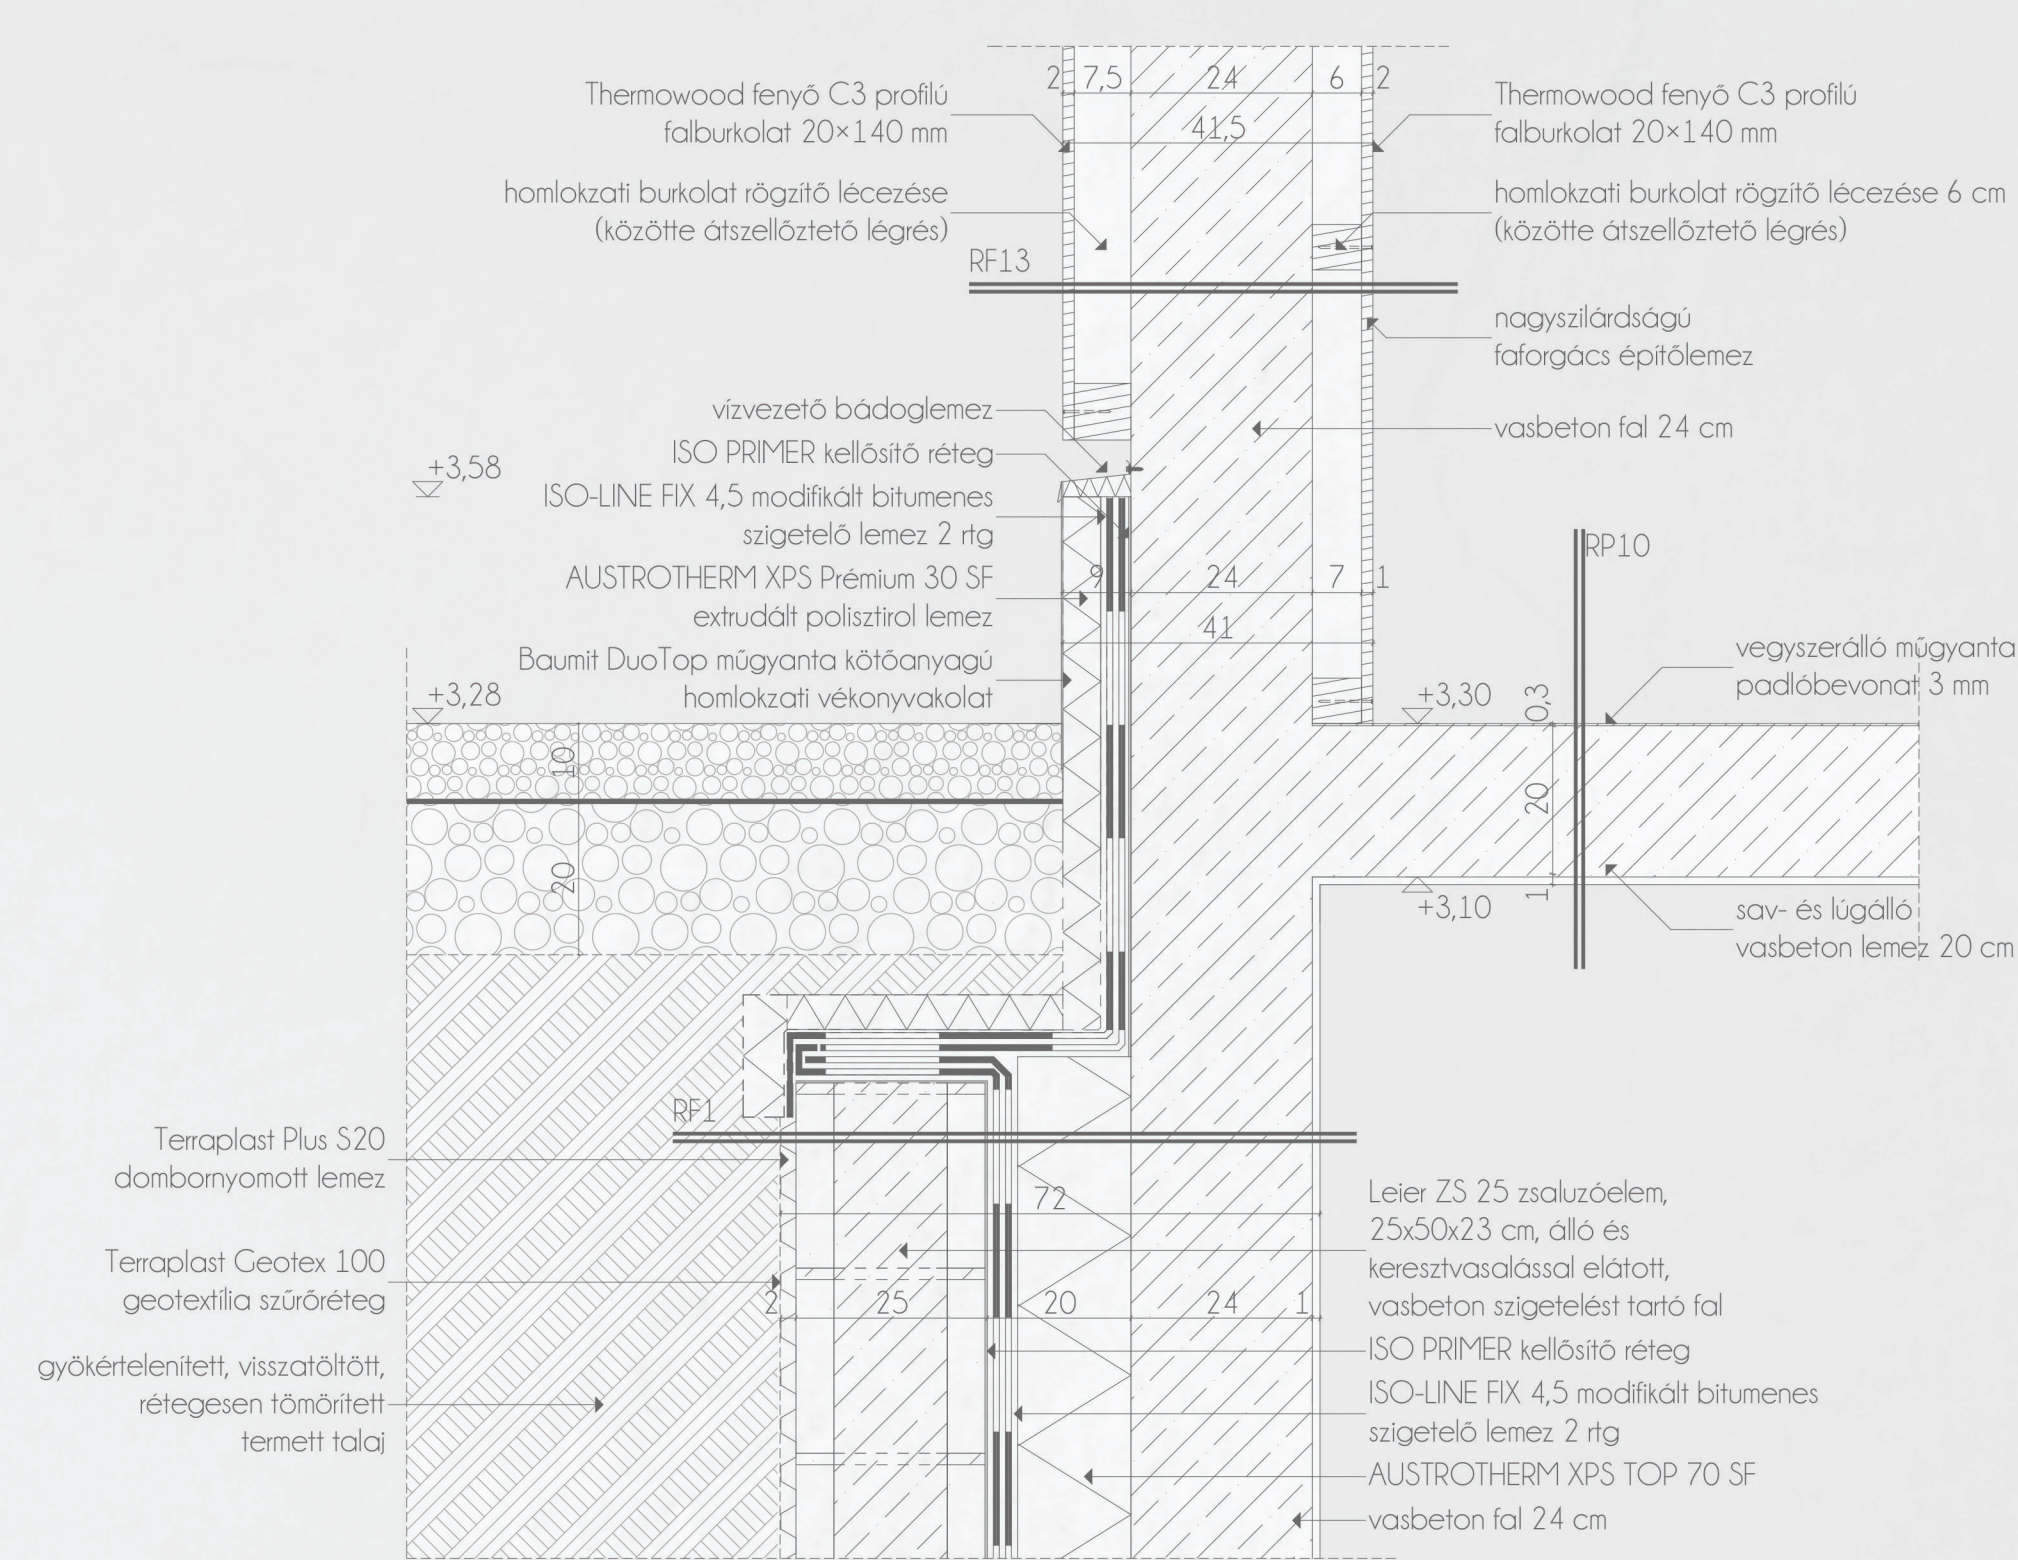 2 7,5 24 6 2
41,5
Thermowood fenyő C3 profilú
falburkolat 20×140 mm
homlokzati burkolat rögzítő lécezése
(közötte átszellőztető légrés)
Thermowood fenyő C3 profilú
falburkolat 20×140 mm
homlokzati burkolat rögzítő lécezése 6 cm
(közötte átszellőztető légrés)
RF13
nagyszilárdságú
faforgács építőlemez
vasbeton fal 24 cm
vízvezető bádoglemez
ISO PRIMER kellősítő réteg
+3,58
ISO-LINE FIX 4,5 modifikált bitumenes
szigetelő lemez 2 rtg
AUSTROTHERM XPS Prémium 30 SF
extrudált polisztirol lemez
Baumit DuoTop műgyanta kötőanyagú
homlokzati vékonyvakolat
9 24 7 1
41
RP10
+3,28
+3,30
0,3
vegyszerálló műgyanta
padlóbevonat 3 mm
10
20
20
1
+3,10
sav- és lúgálló
vasbeton lemez 20 cm
RF1
Terraplast Plus S20
dombornyomott lemez
Terraplast Geotex 100
geotextília szűrőréteg
gyökértelenített, visszatöltött,
rétegesen tömörített
termett talaj
72
2 25 20 24 1
Leier ZS 25 zsaluzóelem,
25x50x23 cm, álló és
keresztvasalással elátott,
vasbeton szigetelést tartó fal
ISO PRIMER kellősítő réteg
ISO-LINE FIX 4,5 modifikált bitumenes
szigetelő lemez 2 rtg
AUSTROTHERM XPS TOP 70 SF
vasbeton fal 24 cm